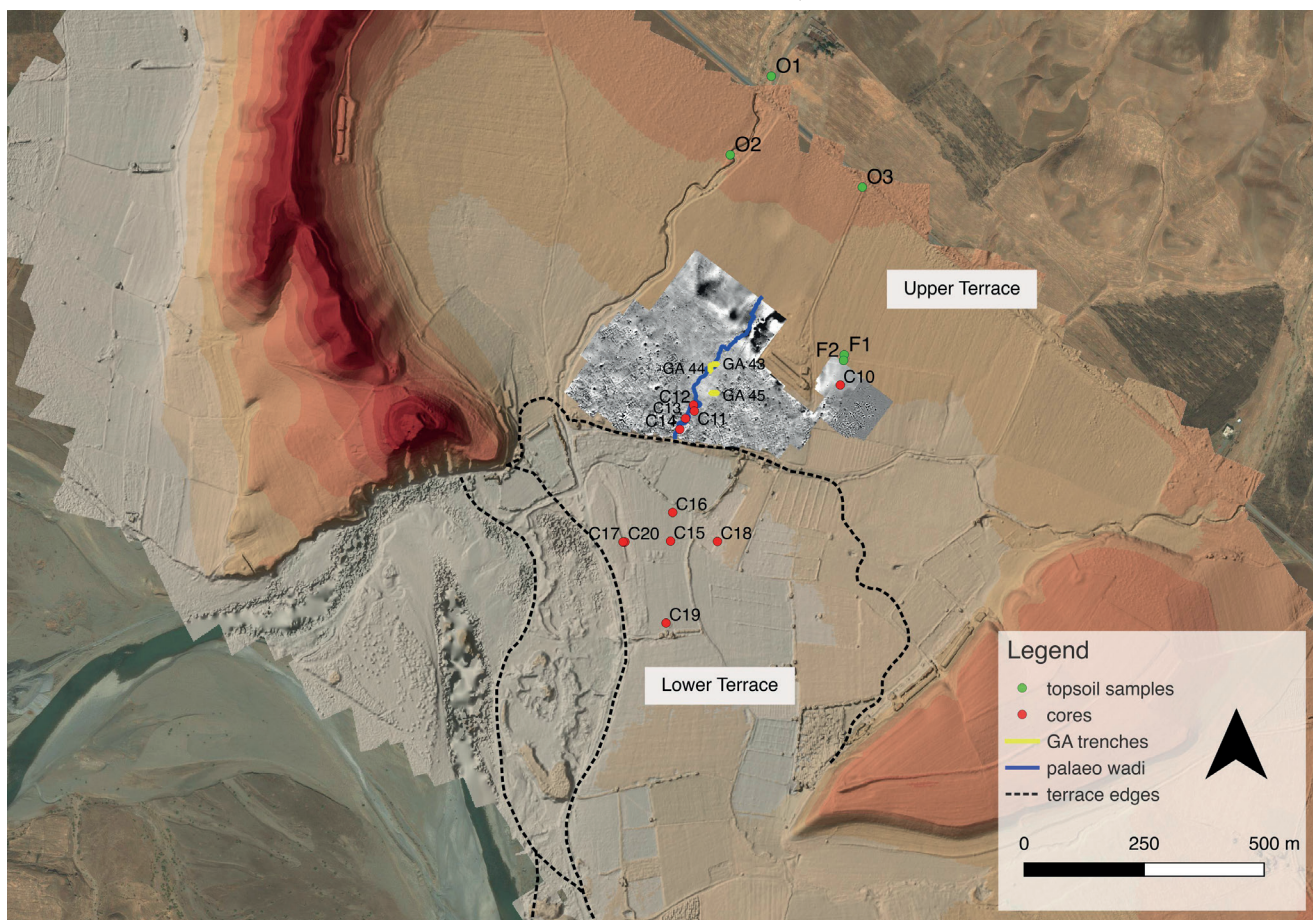 O1
O2
O3
Upper Terrace
F2 F1
GA 44 GA 43
C10
GA 45
C12
C13
C14 C11
C16
C17 C20 C15 C18
C19
Lower Terrace
Legend
topsoil samples
cores
GA trenches
palaeo wadi
terrace edges
0 250 500 m